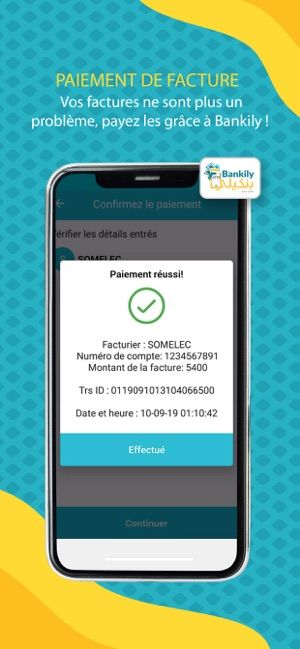 PAIEMENT DE FACTURE
Vos factures ne sont plus un
problème, payez les grâce à Bankily !
Bankily
بنكيلي
Confirmez le paiement
érifier les détails entrés
S SOMELEC
Paiement réussi!
Facturier : SOMELEC
Numéro de compte: 1234567891
Montant de la facture: 5400
Trs ID : 0119091013104066500
Date et heure : 10-09-19 01:10:42
Effectué
Continuer